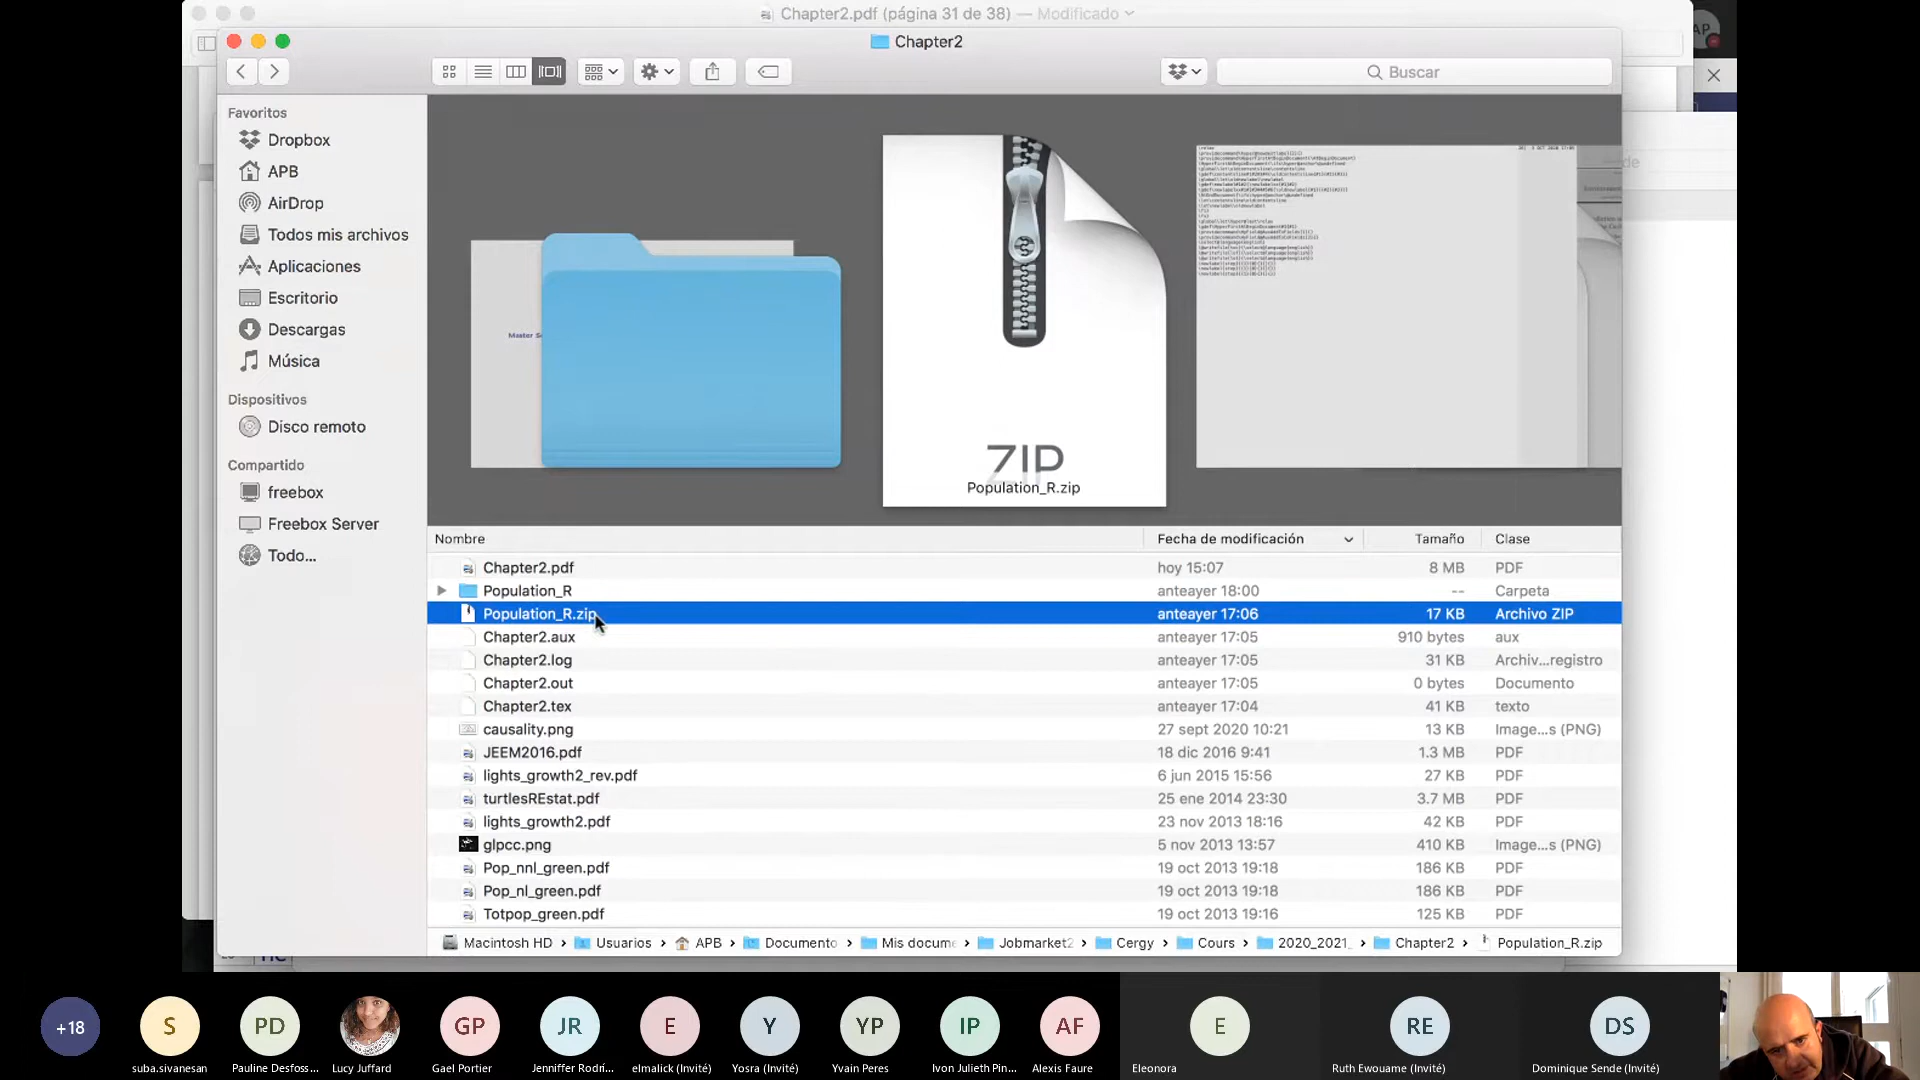 Chapter2.pdf (página 31 de 38) — Modificado
AP
Chapter2
Buscar
Favoritos
Dropbox
APB
AirDrop
Todos mis archivos
Aplicaciones
Escritorio
Descargas
Música
Dispositivos
Disco remoto
Compartido
freebox
Freebox Server
Todo...
ZIP
Population_R.zip
Nombre Fecha de modificación Tamaño Clase
Chapter2.pdf hoy 15:07 8 MB PDF
Population_R anteayer 18:00 -- Carpeta
Population_R.zip anteayer 17:06 17 KB Archivo ZIP
Chapter2.aux anteayer 17:05 910 bytes aux
Chapter2.log anteayer 17:05 31 KB Archiv...registro
Chapter2.out anteayer 17:05 0 bytes Documento
Chapter2.tex anteayer 17:04 41 KB texto
causality.png 27 sept 2020 10:21 13 KB Image...s (PNG)
JEEM2016.pdf 18 dic 2016 9:41 1.3 MB PDF
lights_growth2_rev.pdf 6 jun 2015 15:56 27 KB PDF
turtlesREstat.pdf 25 ene 2014 23:30 3.7 MB PDF
lights_growth2.pdf 23 nov 2013 18:16 42 KB PDF
glpcc.png 5 nov 2013 13:57 410 KB Image...s (PNG)
Pop_nnl_green.pdf 19 oct 2013 19:18 186 KB PDF
Pop_nl_green.pdf 19 oct 2013 19:18 186 KB PDF
Totpop_green.pdf 19 oct 2013 19:16 125 KB PDF
Macintosh HD › Usuarios › APB › Documento › Mis docume › Jobmarket2 › Cergy › Cours › 2020_2021_ › Chapter2 › Population_R.zip
+18 S PD GP JR E Y YP IP AF E RE DS
suba.sivanesan Pauline Desfoss... Lucy Juffard Gael Portier Jenniffer Rodrí... elmalick (Invité) Yosra (Invité) Yvain Peres Ivon Julieth Pin... Alexis Faure Eleonora Ruth Ewouame (Invité) Dominique Sende (Invité)